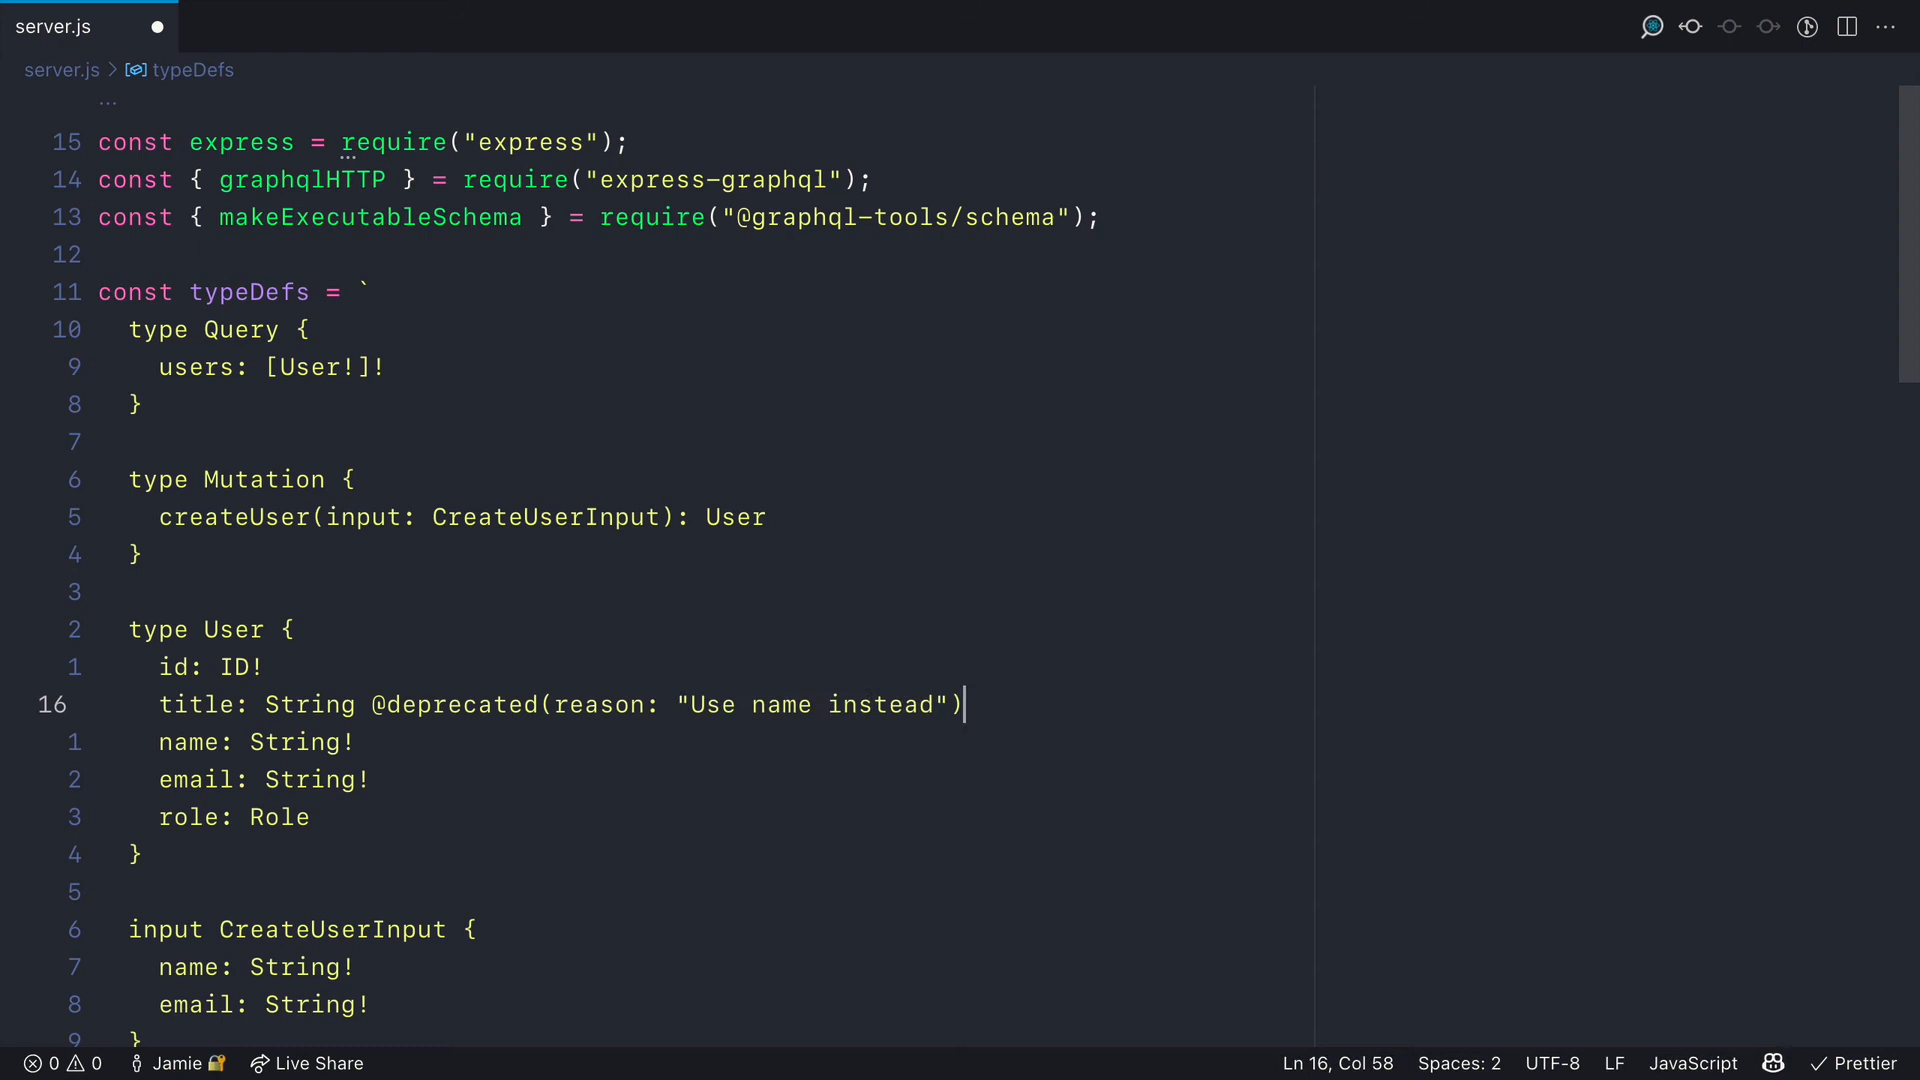 server.js
server.js > typeDefs
...
15 const express = require("express");
14 const { graphqlHTTP } = require("express-graphql");
13 const { makeExecutableSchema } = require("@graphql-tools/schema");
12
11 const typeDefs = `
10   type Query {
9     users: [User!]!
8   }
7
6   type Mutation {
5     createUser(input: CreateUserInput): User
4   }
3
2   type User {
1     id: ID!
16     title: String @deprecated(reason: "Use name instead")
1     name: String!
2     email: String!
3     role: Role
4   }
5
6   input CreateUserInput {
7     name: String!
8     email: String!
9   }
0 0 Jamie 🔐 Live Share Ln 16, Col 58 Spaces: 2 UTF-8 LF JavaScript Prettier